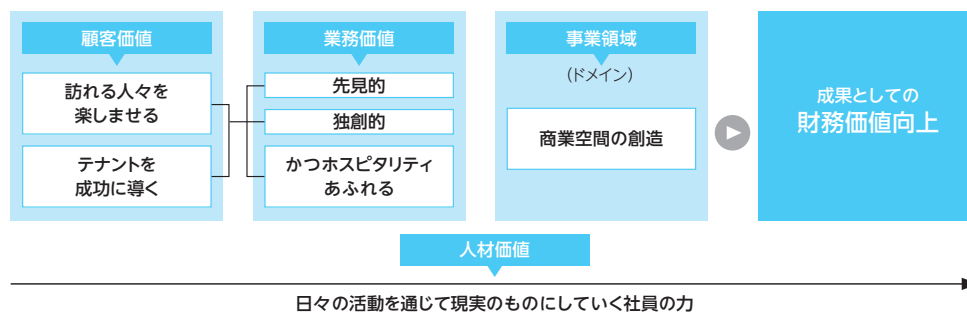 顧客価値
訪れる人々を
楽しませる
テナントを
成功に導く
業務価値
先見的
独創的
かつホスピタリティ
あふれる
事業領域
(ドメイン)
商業空間の創造
成果としての
財務価値向上
人材価値
日々の活動を通じて現実のものにしていく社員の力